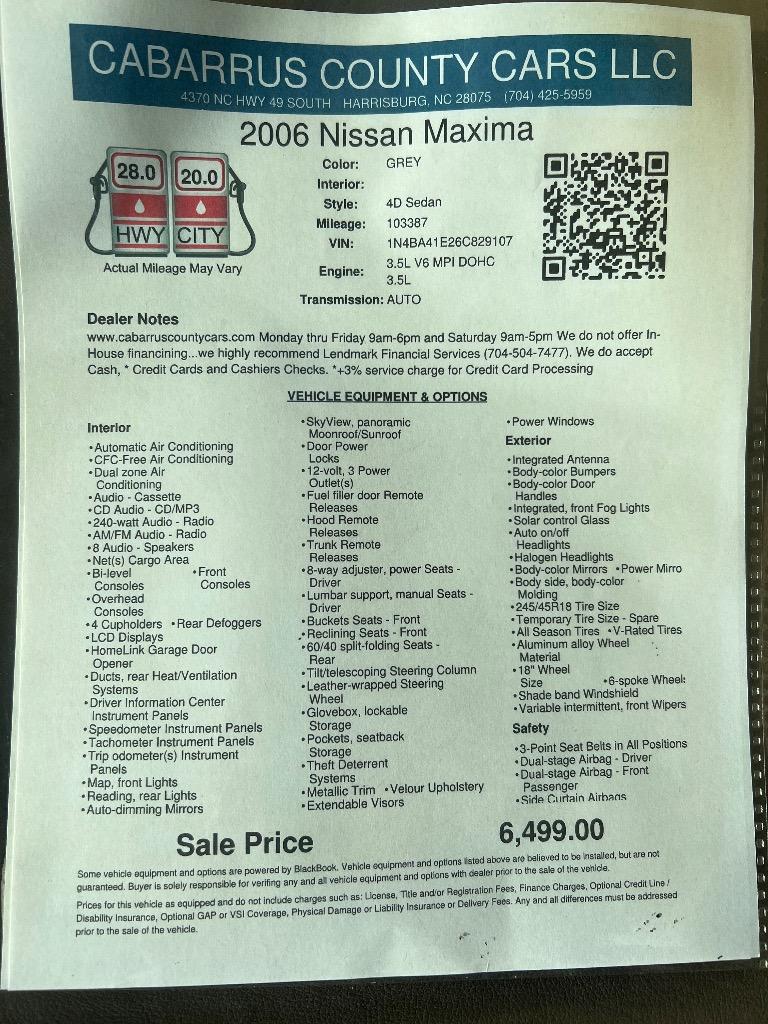 CABARRUS COUNTY CARS LLC
4370 NC HWY 49 SOUTH HARRISBURG, NC 28075 (704) 425-5959
2006 Nissan Maxima
28.0 20.0
HWY CITY
Actual Mileage May Vary
Color: GREY
Interior:
Style: 4D Sedan
Mileage: 103387
VIN: 1N4BA41E26C829107
Engine: 3.5L V6 MPI DOHC
3.5L
Transmission: AUTO
Dealer Notes
www.cabarruscountycars.com Monday thru Friday 9am-6pm and Saturday 9am-5pm We do not offer In-
House financining...we highly recommend Lendmark Financial Services (704-504-7477). We do accept
Cash, * Credit Cards and Cashiers Checks. *+3% service charge for Credit Card Processing
VEHICLE EQUIPMENT & OPTIONS
Interior
•Automatic Air Conditioning
•CFC-Free Air Conditioning
•Dual zone Air
Conditioning
•Audio - Cassette
•CD Audio - CD/MP3
•240-watt Audio - Radio
•AM/FM Audio - Radio
•8 Audio - Speakers
•Net(s) Cargo Area
•Bi-level •Front
Consoles Consoles
•Overhead
Consoles
•4 Cupholders •Rear Defoggers
•LCD Displays
•HomeLink Garage Door
Opener
•Ducts, rear Heat/Ventilation
Systems
•Driver Information Center
Instrument Panels
•Speedometer Instrument Panels
•Tachometer Instrument Panels
•Trip odometer(s) Instrument
Panels
•Map, front Lights
•Reading, rear Lights
•Auto-dimming Mirrors
•SkyView, panoramic
Moonroof/Sunroof
•Door Power
Locks
•12-volt, 3 Power
Outlet(s)
•Fuel filler door Remote
Releases
•Hood Remote
Releases
•Trunk Remote
Releases
•8-way adjuster, power Seats -
Driver
•Lumbar support, manual Seats -
Driver
•Buckets Seats - Front
•Reclining Seats - Front
•60/40 split-folding Seats -
Rear
•Tilt/telescoping Steering Column
•Leather-wrapped Steering
Wheel
•Glovebox, lockable
Storage
•Pockets, seatback
Storage
•Theft Deterrent
Systems
•Metallic Trim •Velour Upholstery
•Extendable Visors
•Power Windows
Exterior
•Integrated Antenna
•Body-color Bumpers
•Body-color Door
Handles
•Integrated, front Fog Lights
•Solar control Glass
•Auto on/off
Headlights
•Halogen Headlights
•Body-color Mirrors •Power Mirro
•Body side, body-color
Molding
•245/45R18 Tire Size
•Temporary Tire Size - Spare
•All Season Tires •V-Rated Tires
•Aluminum alloy Wheel
Material
•18" Wheel
Size •6-spoke Wheels
•Shade band Windshield
•Variable intermittent, front Wipers
Safety
•3-Point Seat Belts in All Positions
•Dual-stage Airbag - Driver
•Dual-stage Airbag - Front
Passenger
•Side Curtain Airbags
Sale Price 6,499.00
Some vehicle equipment and options are powered by BlackBook. Vehicle equipment and options listed above are believed to be installed, but are not
guaranteed. Buyer is solely responsible for verifing any and all vehicle equipment and options with dealer prior to the sale of the vehicle.
Prices for this vehicle as equipped and do not include charges such as: License, Title and/or Registration Fees, Finance Charges, Optional Credit Line /
Disability Insurance, Optional GAP or VSI Coverage, Physical Damage or Liability Insurance or Delivery Fees. Any and all differences must be addressed
prior to the sale of the vehicle.